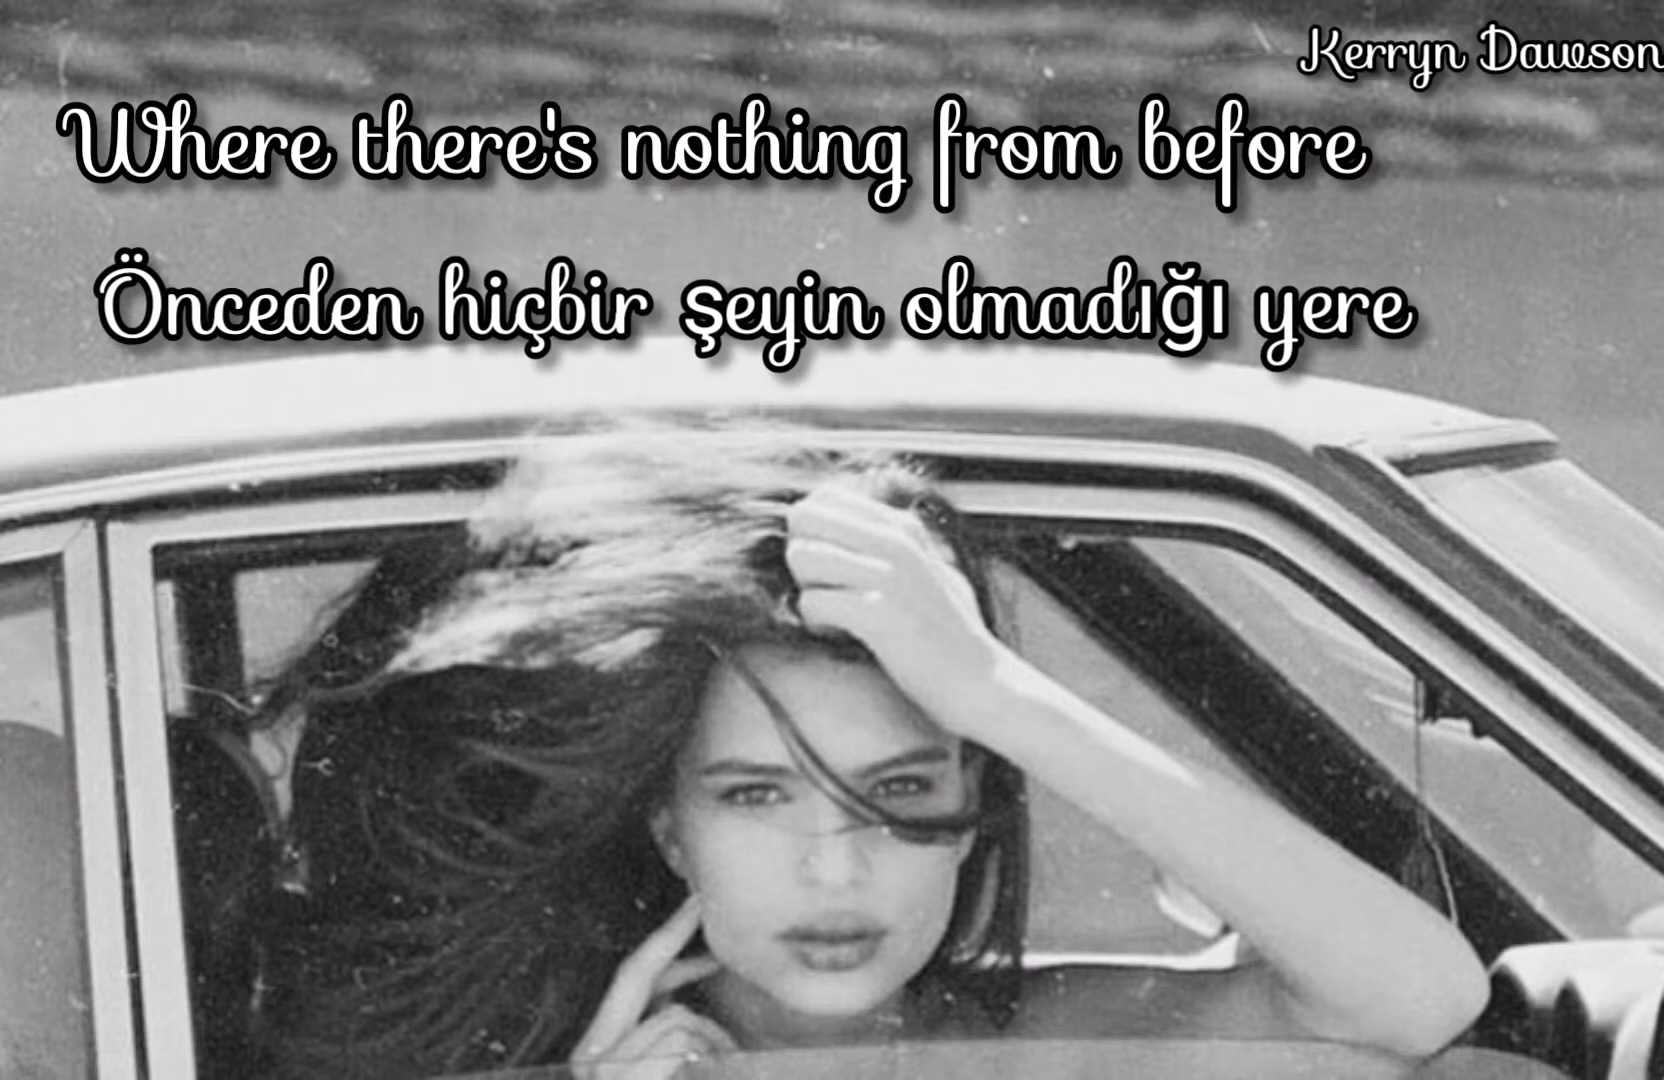 Kerryn Dawson
Where there's nothing from before
Önceden hiçbir şeyin olmadığı yere